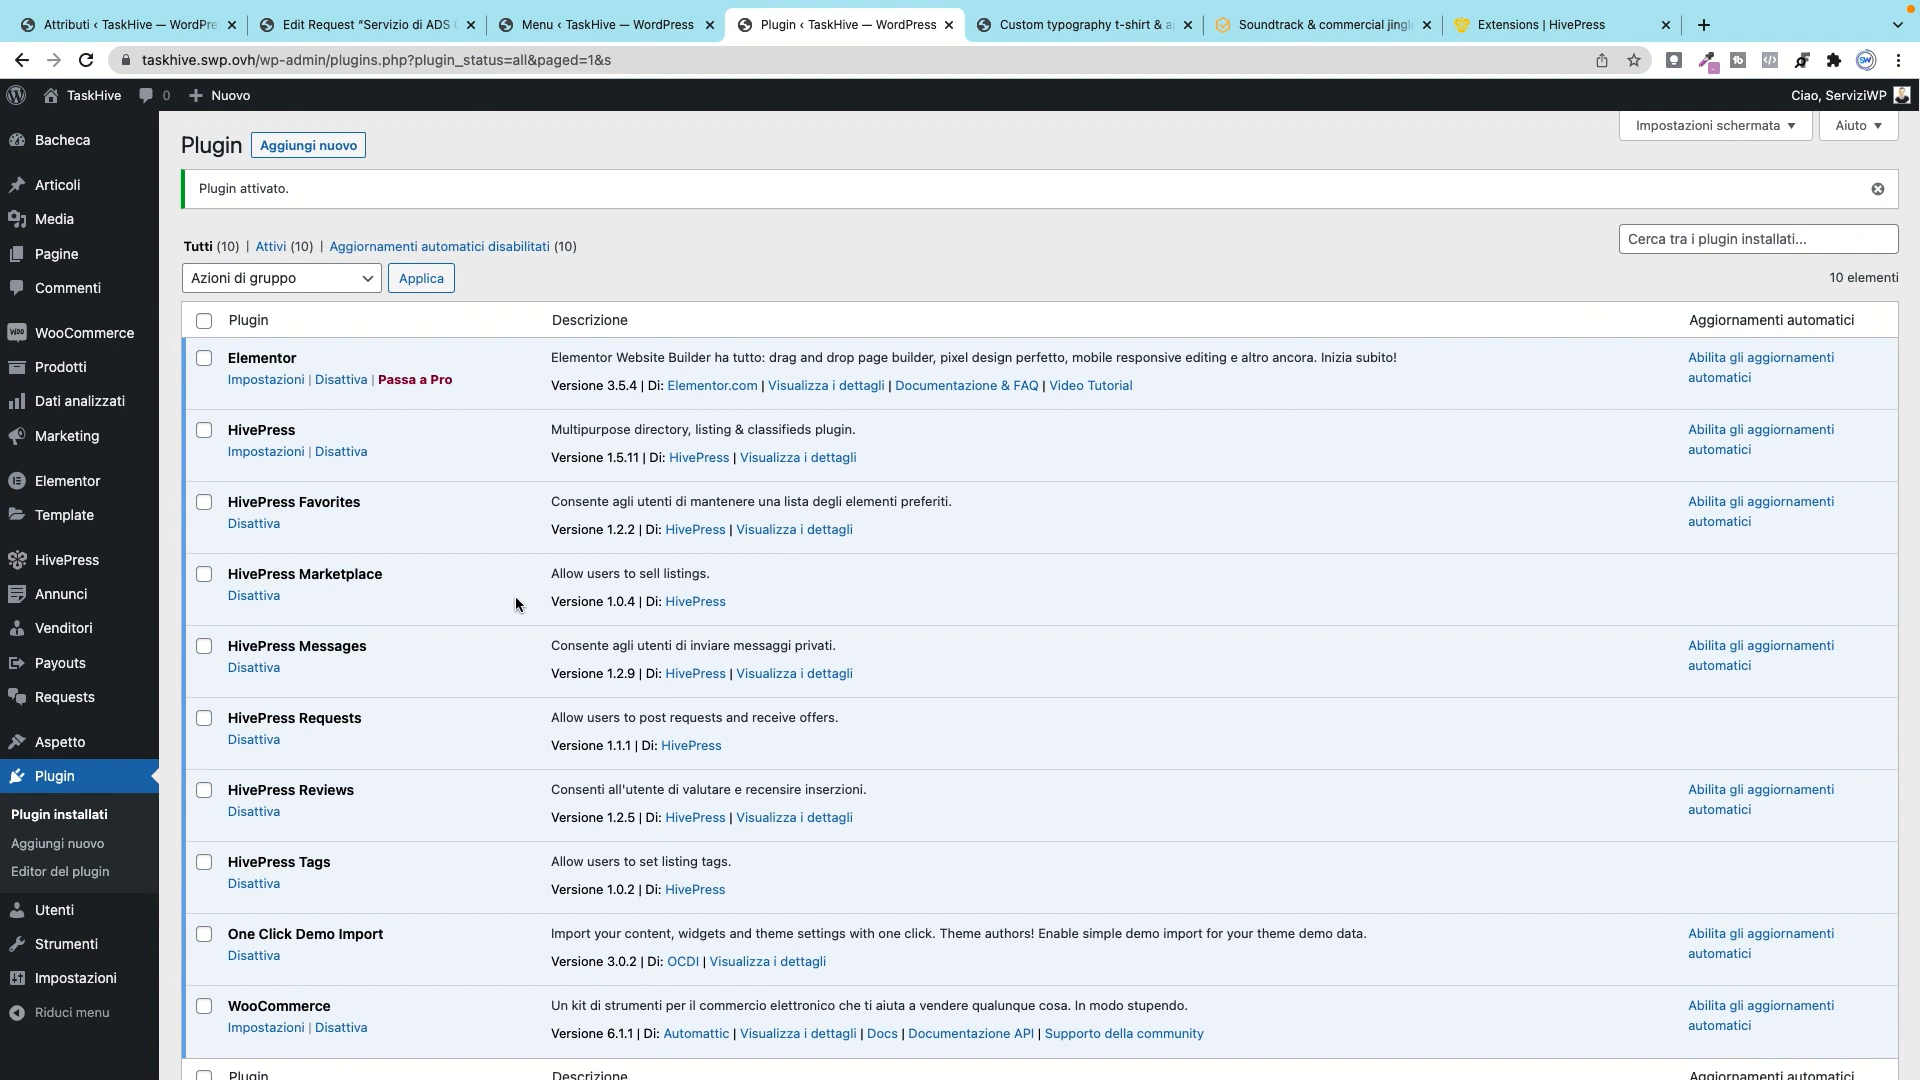 Attributi ‹ TaskHive — WordPre
Edit Request "Servizio di ADS
Menu ‹ TaskHive — WordPress
Plugin ‹ TaskHive — WordPress
Custom typography t-shirt &
Soundtrack & commercial jingl
Extensions | HivePress
taskhive.swp.ovh/wp-admin/plugins.php?plugin_status=all&paged=1&s
TaskHive
0
Nuovo
Ciao, ServiziWP
Bacheca
Articoli
Media
Pagine
Commenti
WooCommerce
Prodotti
Dati analizzati
Marketing
Elementor
Template
HivePress
Annunci
Venditori
Payouts
Requests
Aspetto
Plugin
Plugin installati
Aggiungi nuovo
Editor del plugin
Utenti
Strumenti
Impostazioni
Riduci menu
Impostazioni schermata
Aiuto
Plugin
Aggiungi nuovo
Plugin attivato.
Tutti (10) | Attivi (10) | Aggiornamenti automatici disabilitati (10)
Cerca tra i plugin installati...
Azioni di gruppo
Applica
10 elementi
Plugin
Descrizione
Aggiornamenti automatici
Elementor
Impostazioni | Disattiva | Passa a Pro
Elementor Website Builder ha tutto: drag and drop page builder, pixel design perfetto, mobile responsive editing e altro ancora. Inizia subito!
Versione 3.5.4 | Di: Elementor.com | Visualizza i dettagli | Documentazione & FAQ | Video Tutorial
Abilita gli aggiornamenti
automatici
HivePress
Impostazioni | Disattiva
Multipurpose directory, listing & classifieds plugin.
Versione 1.5.11 | Di: HivePress | Visualizza i dettagli
Abilita gli aggiornamenti
automatici
HivePress Favorites
Disattiva
Consente agli utenti di mantenere una lista degli elementi preferiti.
Versione 1.2.2 | Di: HivePress | Visualizza i dettagli
Abilita gli aggiornamenti
automatici
HivePress Marketplace
Disattiva
Allow users to sell listings.
Versione 1.0.4 | Di: HivePress
HivePress Messages
Disattiva
Consente agli utenti di inviare messaggi privati.
Versione 1.2.9 | Di: HivePress | Visualizza i dettagli
Abilita gli aggiornamenti
automatici
HivePress Requests
Disattiva
Allow users to post requests and receive offers.
Versione 1.1.1 | Di: HivePress
HivePress Reviews
Disattiva
Consenti all'utente di valutare e recensire inserzioni.
Versione 1.2.5 | Di: HivePress | Visualizza i dettagli
Abilita gli aggiornamenti
automatici
HivePress Tags
Disattiva
Allow users to set listing tags.
Versione 1.0.2 | Di: HivePress
One Click Demo Import
Disattiva
Import your content, widgets and theme settings with one click. Theme authors! Enable simple demo import for your theme demo data.
Versione 3.0.2 | Di: OCDI | Visualizza i dettagli
Abilita gli aggiornamenti
automatici
WooCommerce
Impostazioni | Disattiva
Un kit di strumenti per il commercio elettronico che ti aiuta a vendere qualunque cosa. In modo stupendo.
Versione 6.1.1 | Di: Automattic | Visualizza i dettagli | Docs | Documentazione API | Supporto della community
Abilita gli aggiornamenti
automatici
Plugin
Descrizione
Aggiornamenti automatici